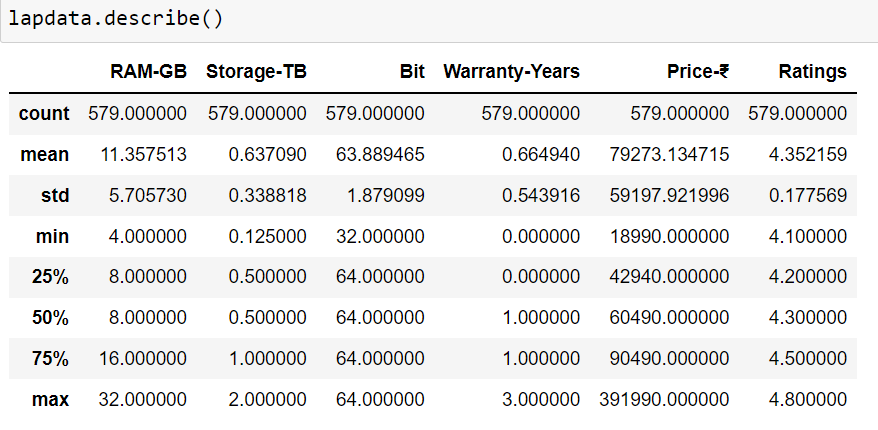 lapdata.describe()
RAM-GB Storage-TB Bit Warranty-Years Price-₹ Ratings
count 579.000000 579.000000 579.000000 579.000000 579.000000 579.000000
mean 11.357513 0.637090 63.889465 0.664940 79273.134715 4.352159
std 5.705730 0.338818 1.879099 0.543916 59197.921996 0.177569
min 4.000000 0.125000 32.000000 0.000000 18990.000000 4.100000
25% 8.000000 0.500000 64.000000 0.000000 42940.000000 4.200000
50% 8.000000 0.500000 64.000000 1.000000 60490.000000 4.300000
75% 16.000000 1.000000 64.000000 1.000000 90490.000000 4.500000
max 32.000000 2.000000 64.000000 3.000000 391990.000000 4.800000